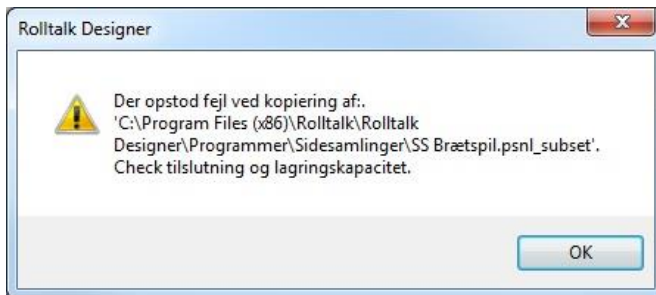 Rolltalk Designer
Der opstod fejl ved kopiering af:.
'C:\Program Files (x86)\Rolltalk\Rolltalk
Designer\Programmer\Sidesamlinger\SS Brætspil.psnl_subset'.
Check tilslutning og lagringskapacitet.
OK